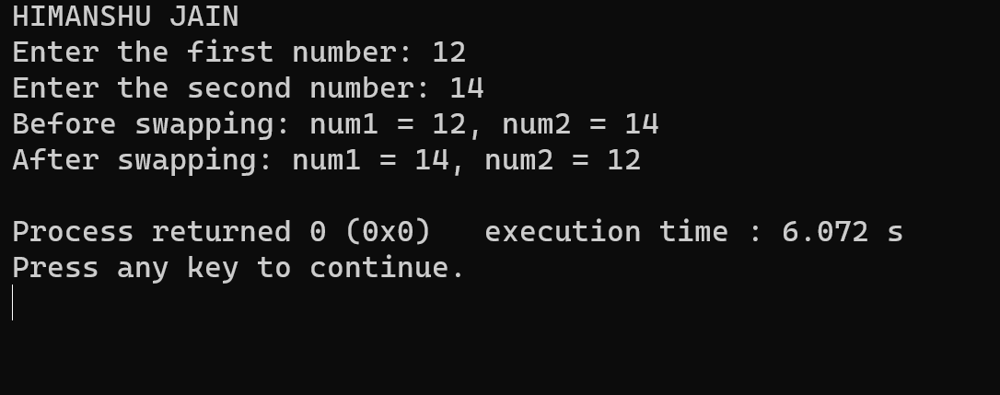 HIMANSHU JAIN
Enter the first number: 12
Enter the second number: 14
Before swapping: num1 = 12, num2 = 14
After swapping: num1 = 14, num2 = 12
Process returned 0 (0x0)   execution time : 6.072 s
Press any key to continue.